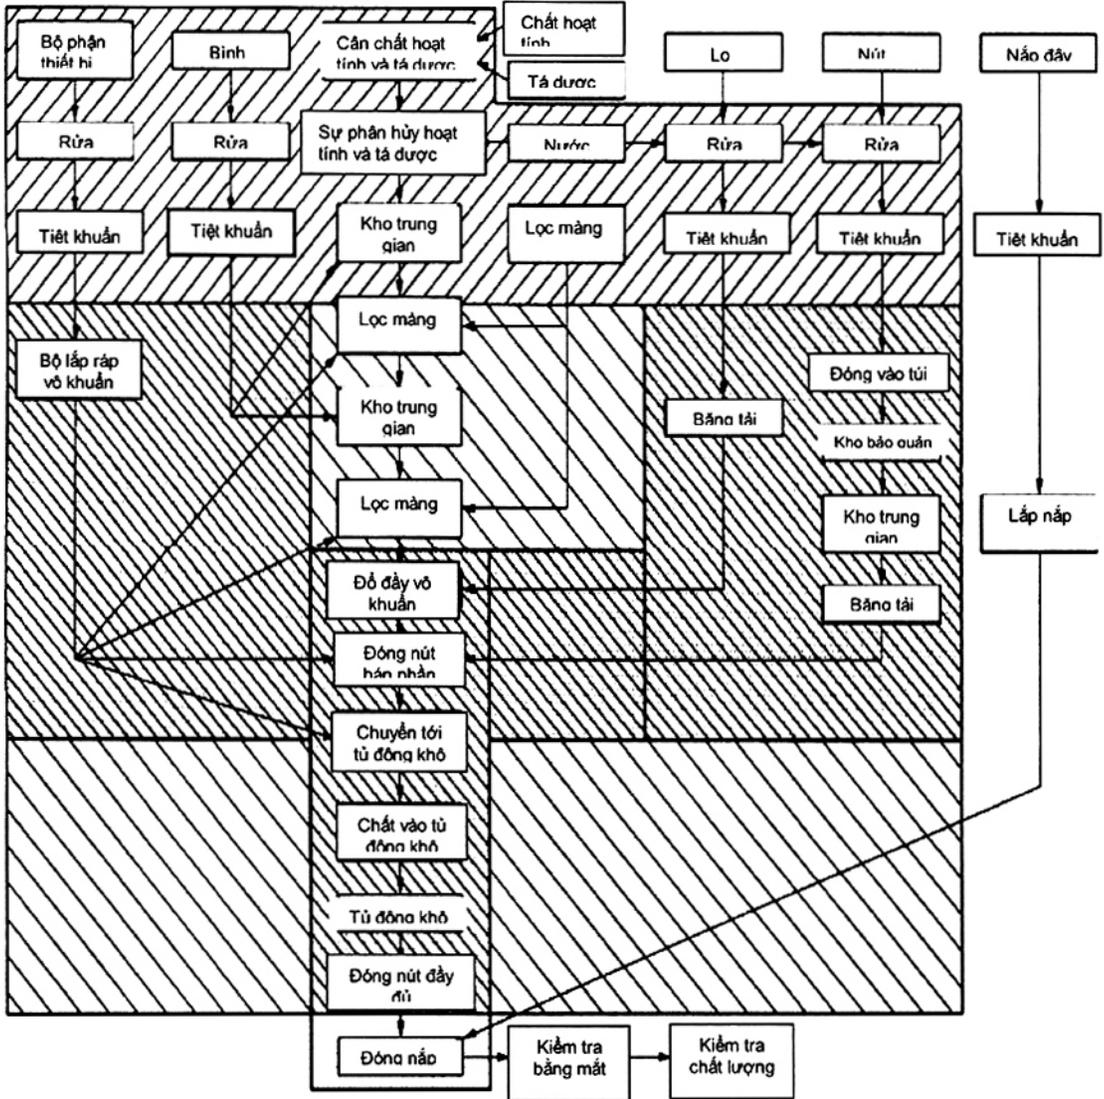 Bộ phận
thiết bị
Bình
Cân chất hoạt
tính và tá dược
Chất hoạt
tính
Tá dược
Lọ
Nút
Nắp đậy
Rửa
Rửa
Sự phân hủy hoạt
tính và tá dược
Nước
Rửa
Rửa
Tiệt khuẩn
Tiệt khuẩn
Kho trung
gian
Lọc màng
Tiệt khuẩn
Tiệt khuẩn
Tiệt khuẩn
Lọc màng
Bộ lắp ráp
vô khuẩn
Đóng vào túi
Kho trung
gian
Băng tải
Kho bảo quản
Lọc màng
Kho trung
gian
Lắp nắp
Đổ đầy vô
khuẩn
Băng tải
Đóng nút
bán phần
Chuyển tới
tủ đông khô
Chất vào tủ
đông khô
Tủ đông khô
Đóng nút đầy
đủ
Đóng nắp
Kiểm tra
bằng mắt
Kiểm tra
chất lượng